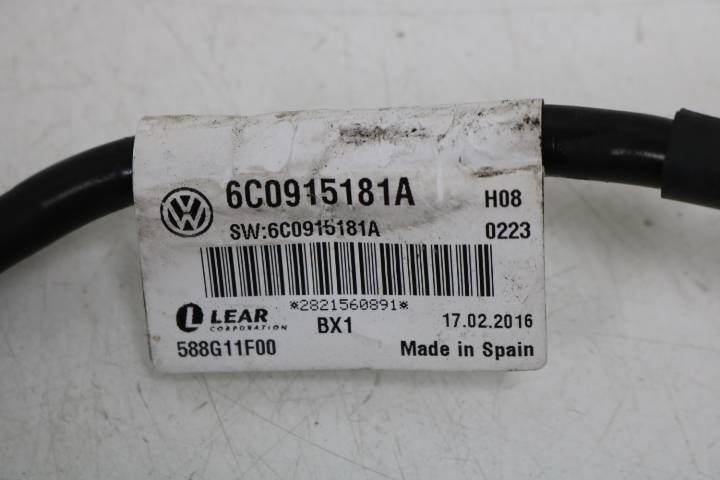 6C0915181A H08
SW:6C0915181A 0223
*2821560891*
LEAR
CORPORATION
BX1 17.02.2016
588G11F00 Made in Spain